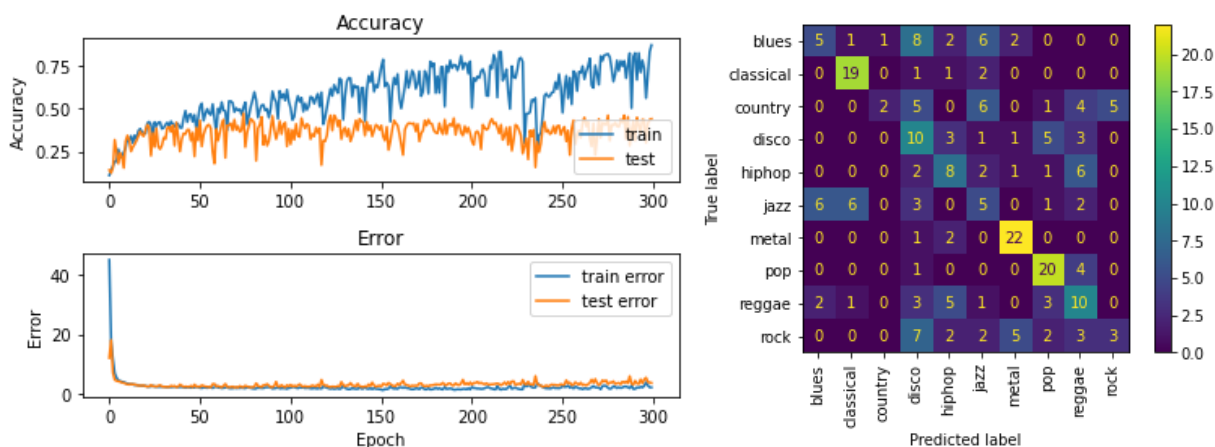 Accuracy
Accuracy
0.75
0.50
0.25
train
test
0 50 100 150 200 250 300
Error
Error
40
20
0
train error
test error
0 50 100 150 200 250 300
Epoch
True label
blues 5 1 1 8 2 6 2 0 0 0
classical 0 19 0 1 1 2 0 0 0 0
country 0 0 2 5 0 6 0 1 4 5
disco 0 0 0 10 3 1 1 5 3 0
hiphop 0 0 0 2 8 2 1 1 6 0
jazz 6 6 0 3 0 5 0 1 2 0
metal 0 0 0 1 2 0 22 0 0 0
pop 0 0 0 1 0 0 0 20 4 0
reggae 2 1 0 3 5 1 0 3 10 0
rock 0 0 0 7 2 2 5 2 3 3
blues classical country disco hiphop jazz metal pop reggae rock
Predicted label
20.0
17.5
15.0
12.5
10.0
7.5
5.0
2.5
0.0